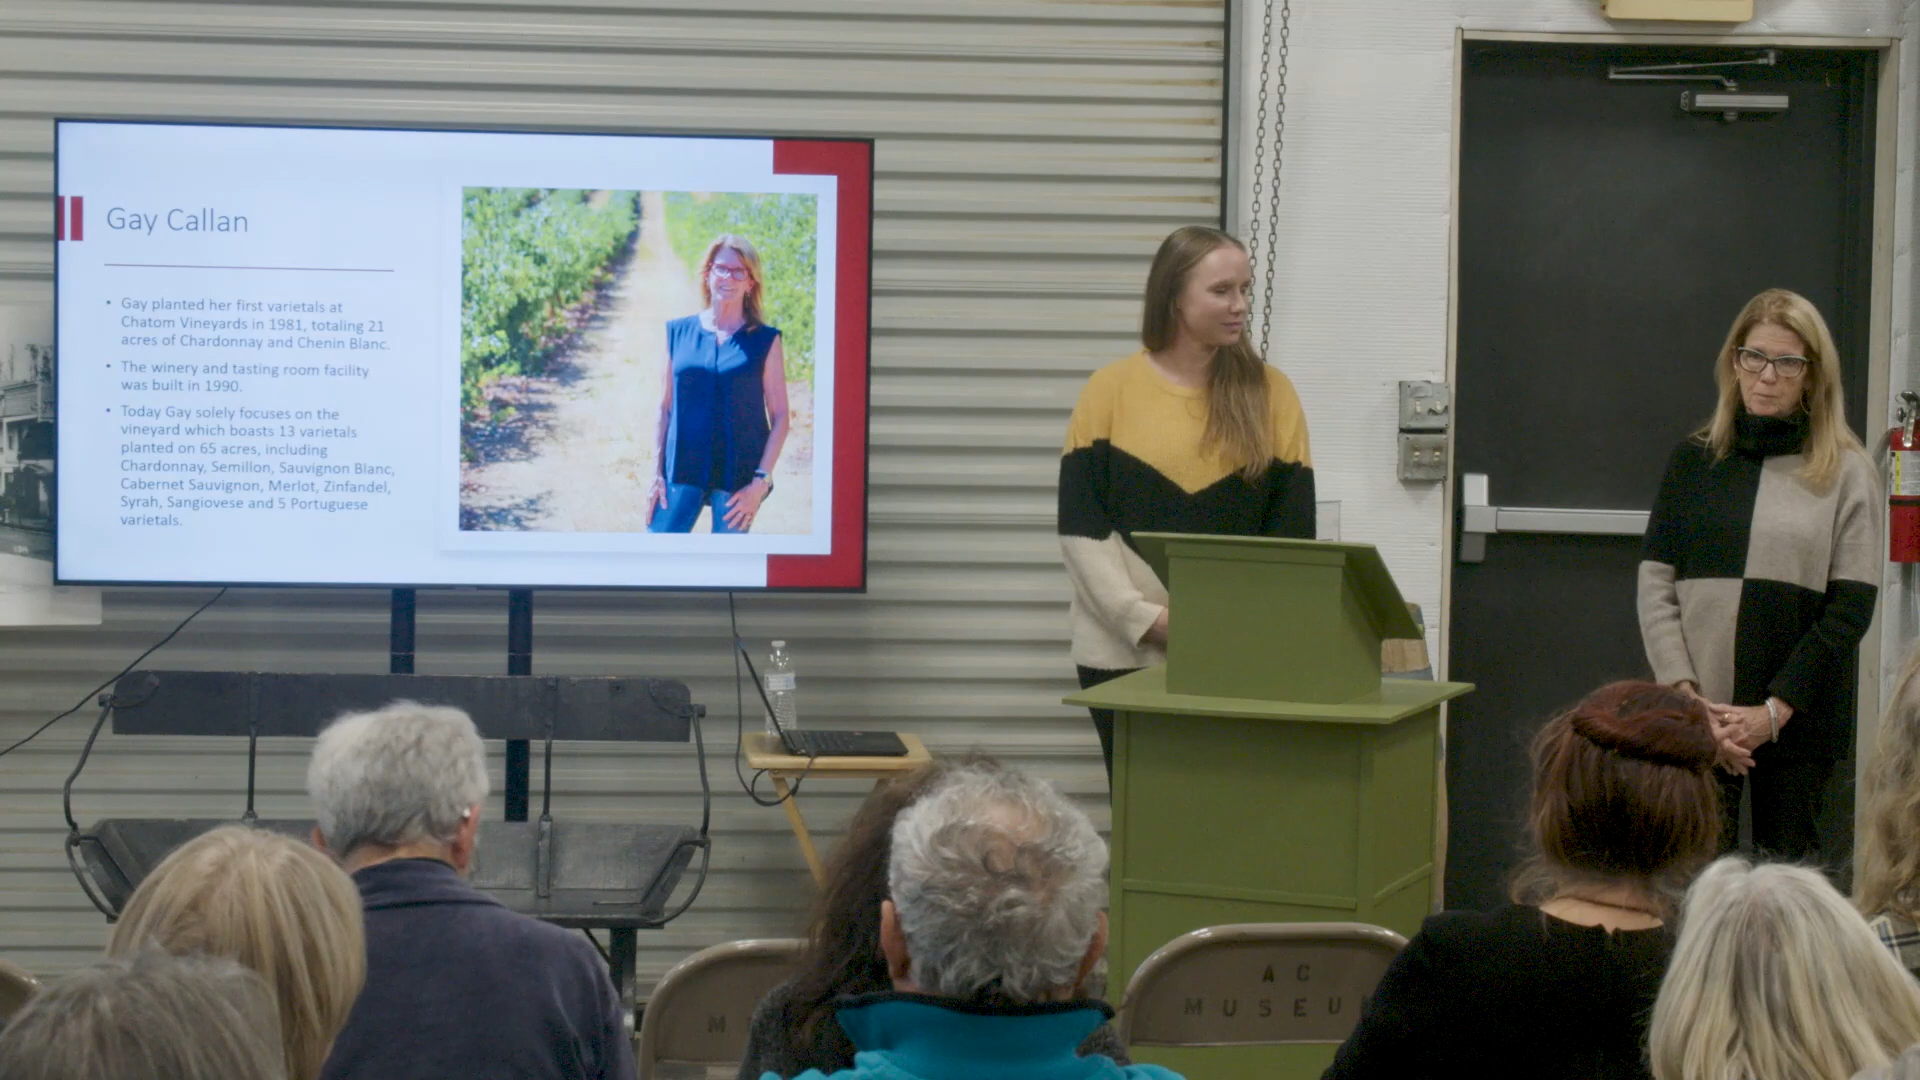 Gay Callan
• Gay planted her first varietals at
Chatom Vineyards in 1981, totaling 21
acres of Chardonnay and Chenin Blanc.
• The winery and tasting room facility
was built in 1990.
• Today Gay solely focuses on the
vineyard which boasts 13 varietals
planted on 65 acres, including
Chardonnay, Semillon, Sauvignon Blanc,
Cabernet Sauvignon, Merlot, Zinfandel,
Syrah, Sangiovese and 5 Portuguese
varietals.
A C
MUSEU
M